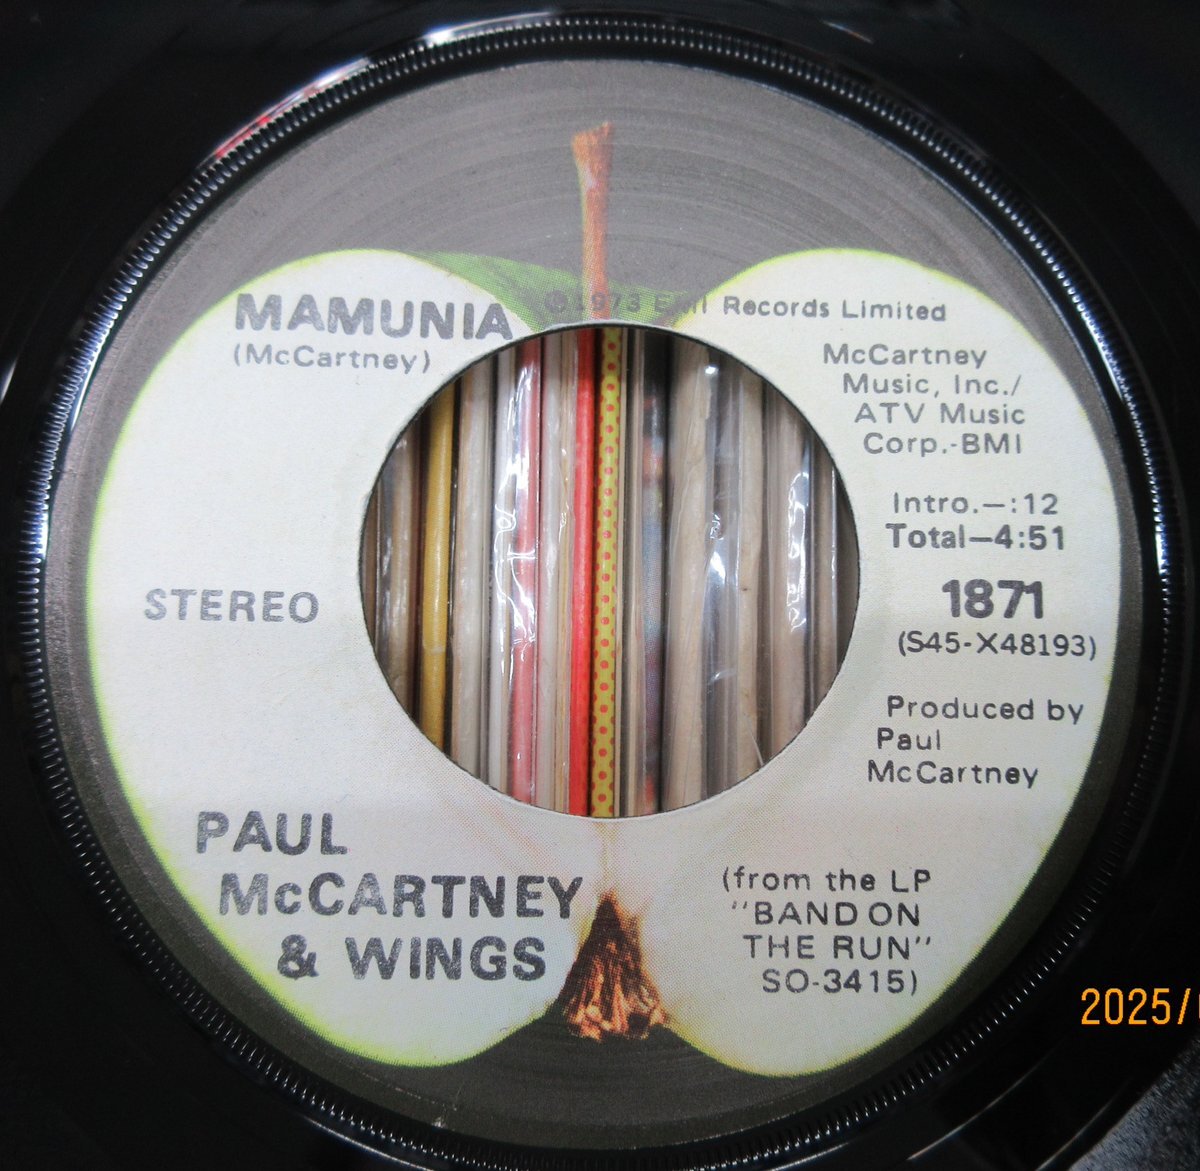 MAMUNIA
(McCartney)
℗1973 EMI Records Limited
McCartney
Music, Inc./
ATV Music
Corp.-BMI
Intro.—:12
Total—4:51
STEREO
1871
(S45-X48193)
Produced by
Paul
McCartney
PAUL
McCARTNEY
& WINGS
(from the LP
"BAND ON
THE RUN"
SO-3415)
2025/